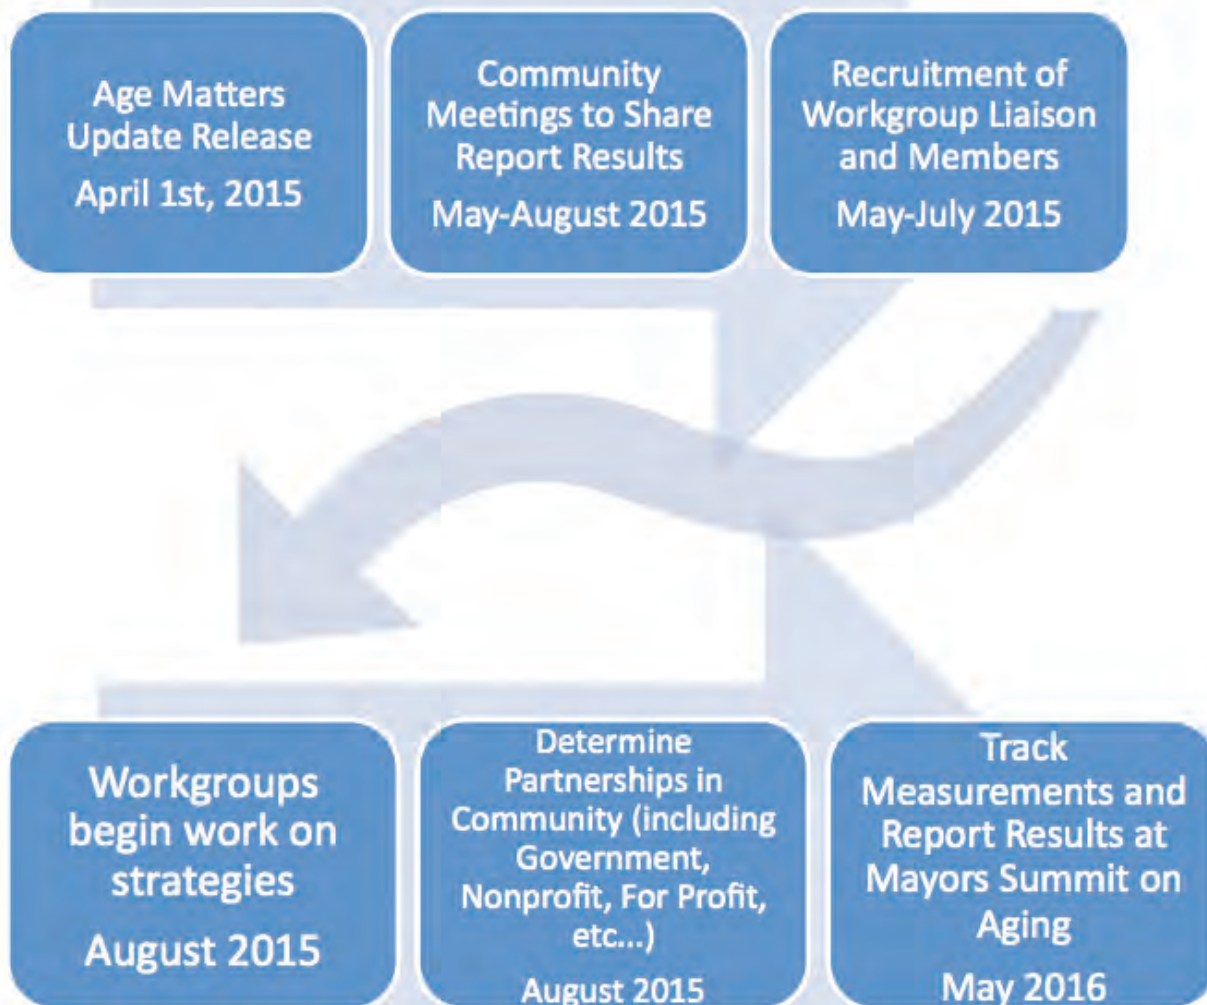 Age Matters
Update Release
April 1st, 2015
Community
Meetings to Share
Report Results
May-August 2015
Recruitment of
Workgroup Liaison
and Members
May-July 2015
Workgroups
begin work on
strategies
August 2015
Determine
Partnerships in
Community (including
Government,
Nonprofit, For Profit,
etc...)
August 2015
Track
Measurements and
Report Results at
Mayors Summit on
Aging
May 2016